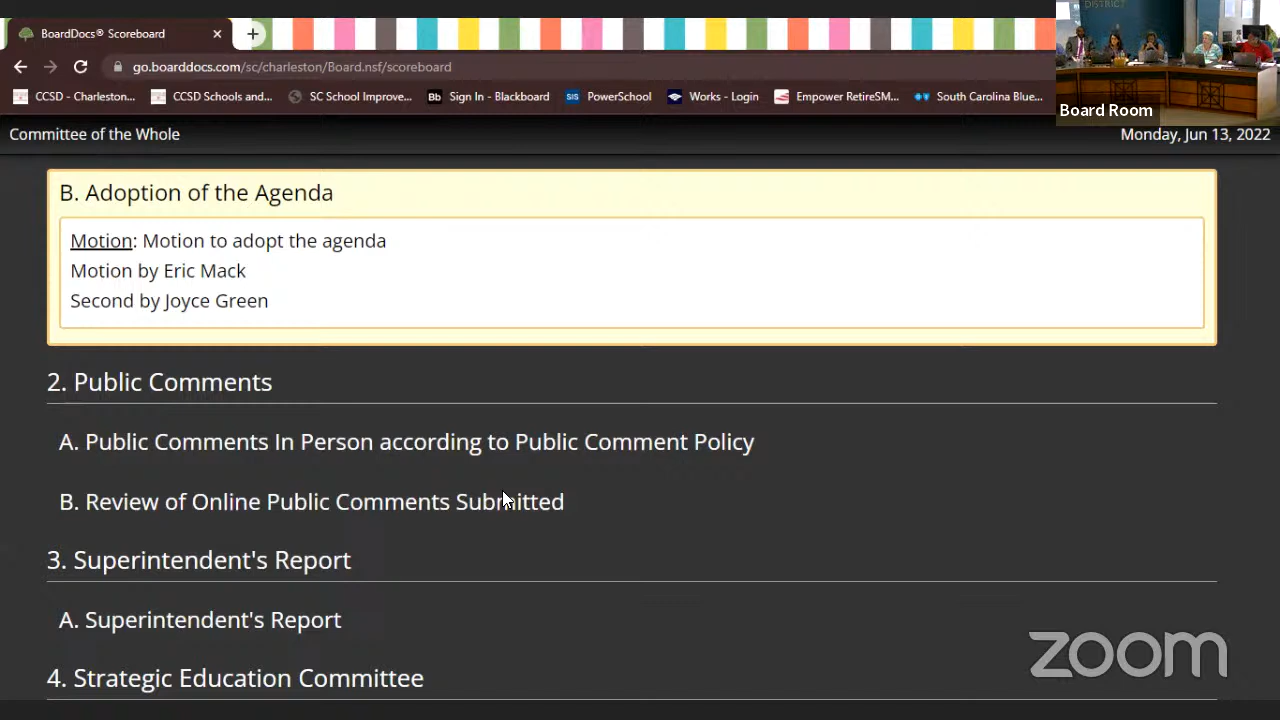 BoardDocs® Scoreboard
DISTRICT
go.boarddocs.com/sc/charleston/Board.nsf/scoreboard
CCSD - Charleston...
CCSD Schools and...
SC School Improve...
Bb Sign In - Blackboard
SIS PowerSchool
Works - Login
Empower RetireSM...
South Carolina Blue...
Board Room
Committee of the Whole
Monday, Jun 13, 2022
B. Adoption of the Agenda
Motion: Motion to adopt the agenda
Motion by Eric Mack
Second by Joyce Green
2. Public Comments
A. Public Comments In Person according to Public Comment Policy
B. Review of Online Public Comments Submitted
3. Superintendent's Report
A. Superintendent's Report
4. Strategic Education Committee
zoom